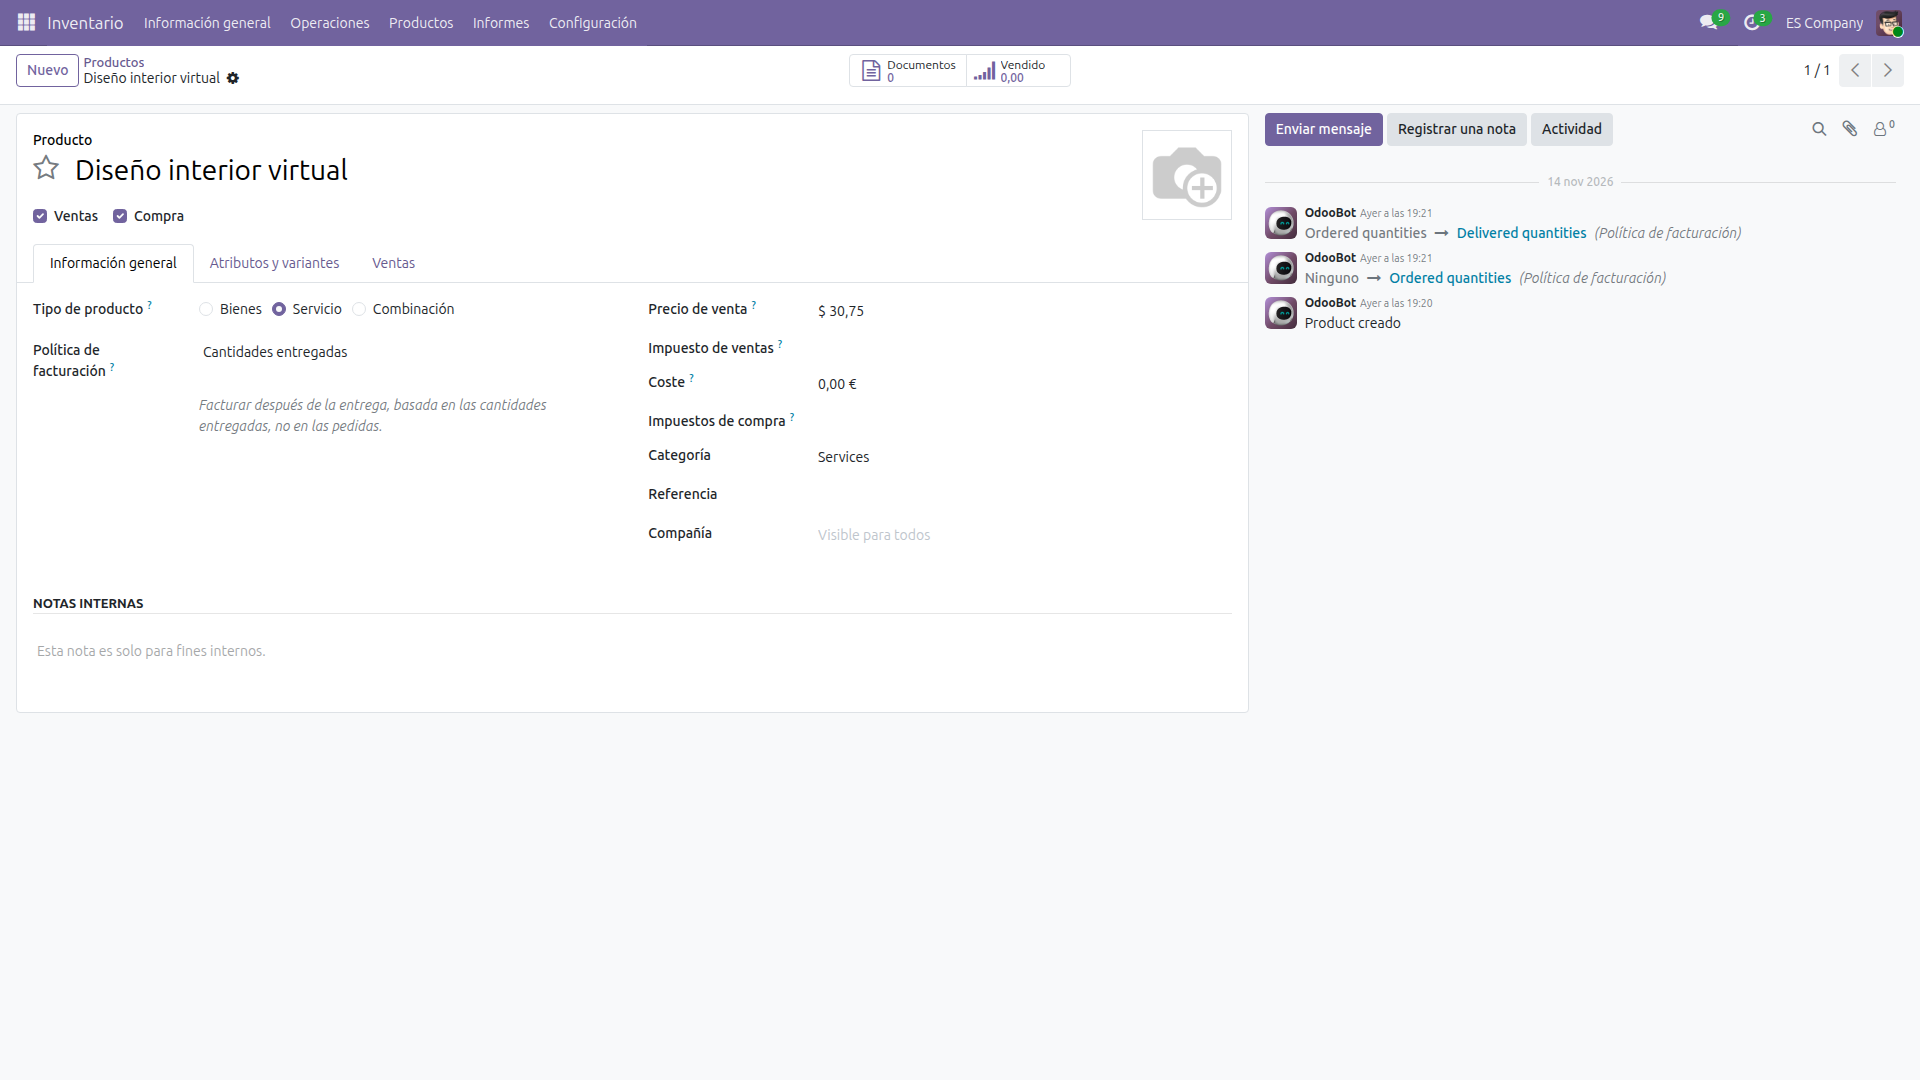 Inventario Información general Operaciones Productos Informes Configuración 9 3 ES Company
Nuevo Productos
Diseño interior virtual
Documentos
0
Vendido
0,00
1 / 1
Producto
Diseño interior virtual
Ventas Compra
Información general Atributos y variantes Ventas
Tipo de producto ? Bienes Servicio Combinación
Política de
facturación ?
Cantidades entregadas
Facturar después de la entrega, basada en las cantidades
entregadas, no en las pedidas.
Precio de venta ? $ 30,75
Impuesto de ventas ?
Coste ? 0,00 €
Impuestos de compra ?
Categoría Services
Referencia
Compañía Visible para todos
NOTAS INTERNAS
Esta nota es solo para fines internos.
Enviar mensaje Registrar una nota Actividad 0
14 nov 2026
OdooBot Ayer a las 19:21
Ordered quantities → Delivered quantities (Política de facturación)
OdooBot Ayer a las 19:21
Ninguno → Ordered quantities (Política de facturación)
OdooBot Ayer a las 19:20
Product creado